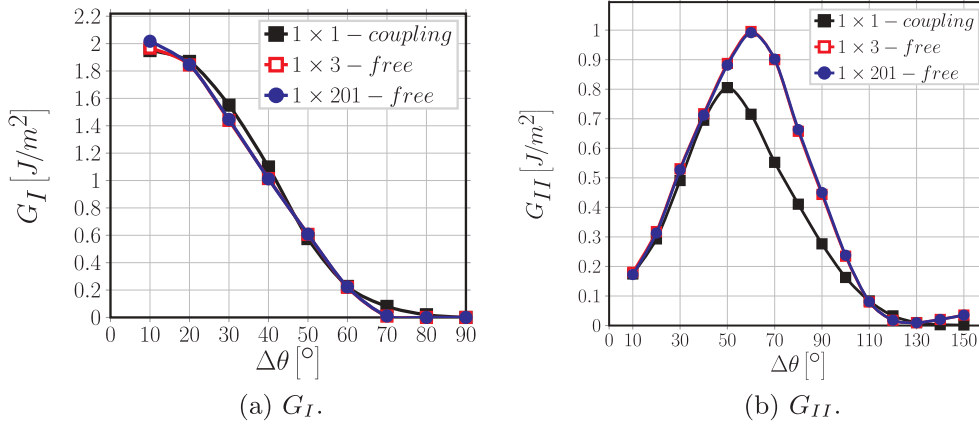 2.2
2
1.8
1.6
1.4
1.2
1
0.8
0.6
0.4
0.2
0
G_I [J/m²]
1 × 1 − coupling
1 × 3 − free
1 × 201 − free
0 10 20 30 40 50 60 70 80 90
Δθ [°]
(a) G_I.
1
0.9
0.8
0.7
0.6
0.5
0.4
0.3
0.2
0.1
0
G_II [J/m²]
1 × 1 − coupling
1 × 3 − free
1 × 201 − free
0 10 30 50 70 90 110 130 150
Δθ [°]
(b) G_II.